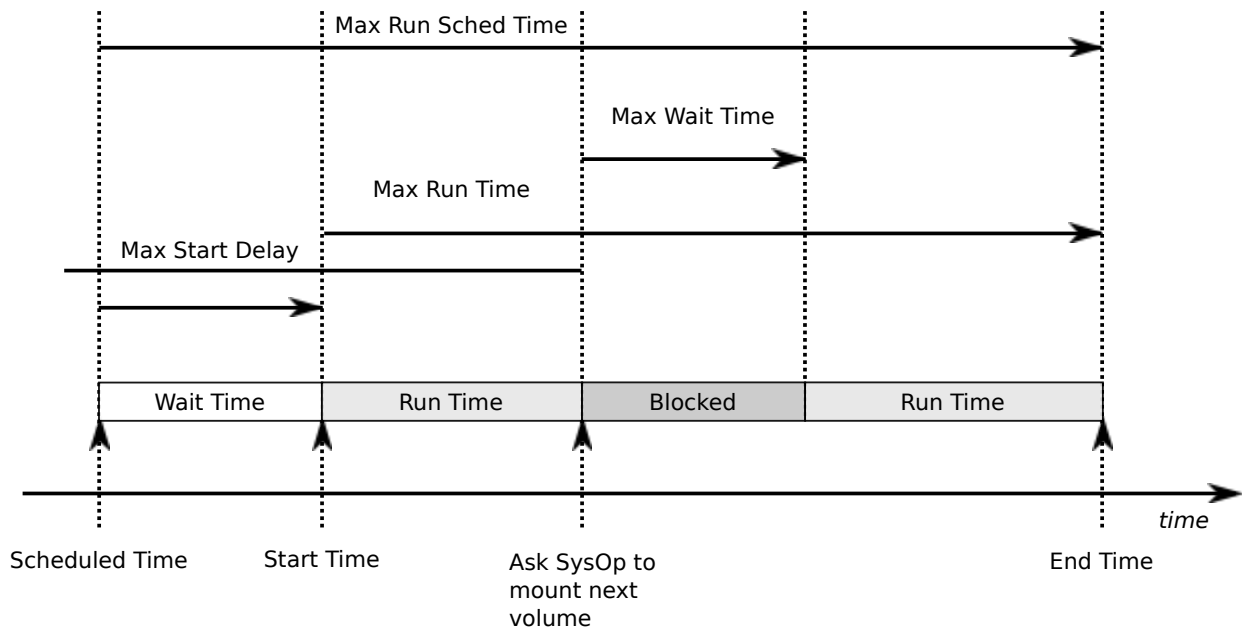 Max Run Sched Time
Max Wait Time
Max Run Time
Max Start Delay
Wait Time
Run Time
Blocked
Run Time
time
Scheduled Time
Start Time
Ask SysOp to
mount next
volume
End Time